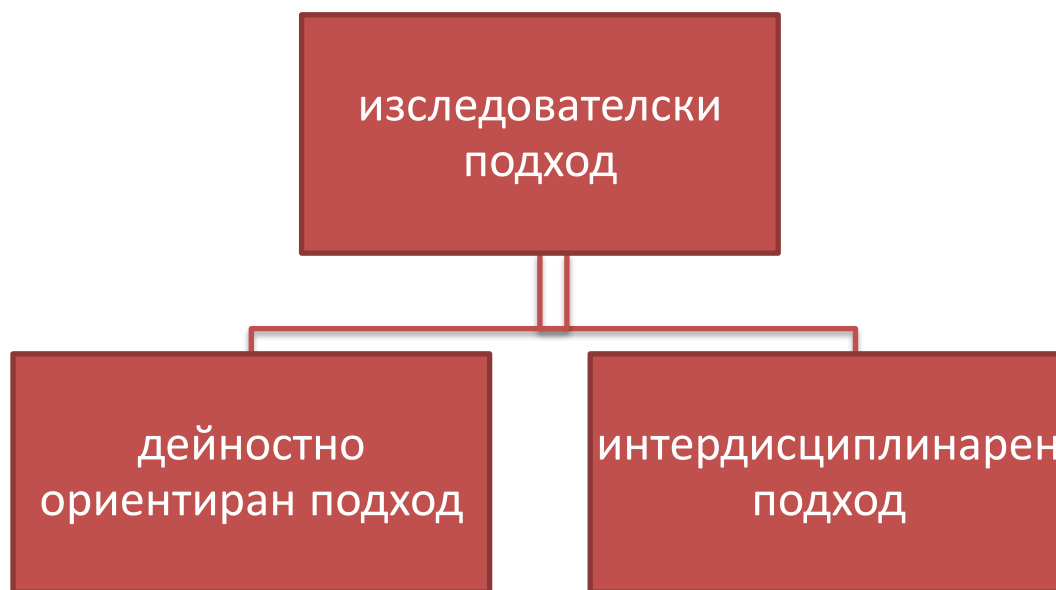 изследователски
подход
дейностно
ориентиран подход
интердисциплинарен
подход